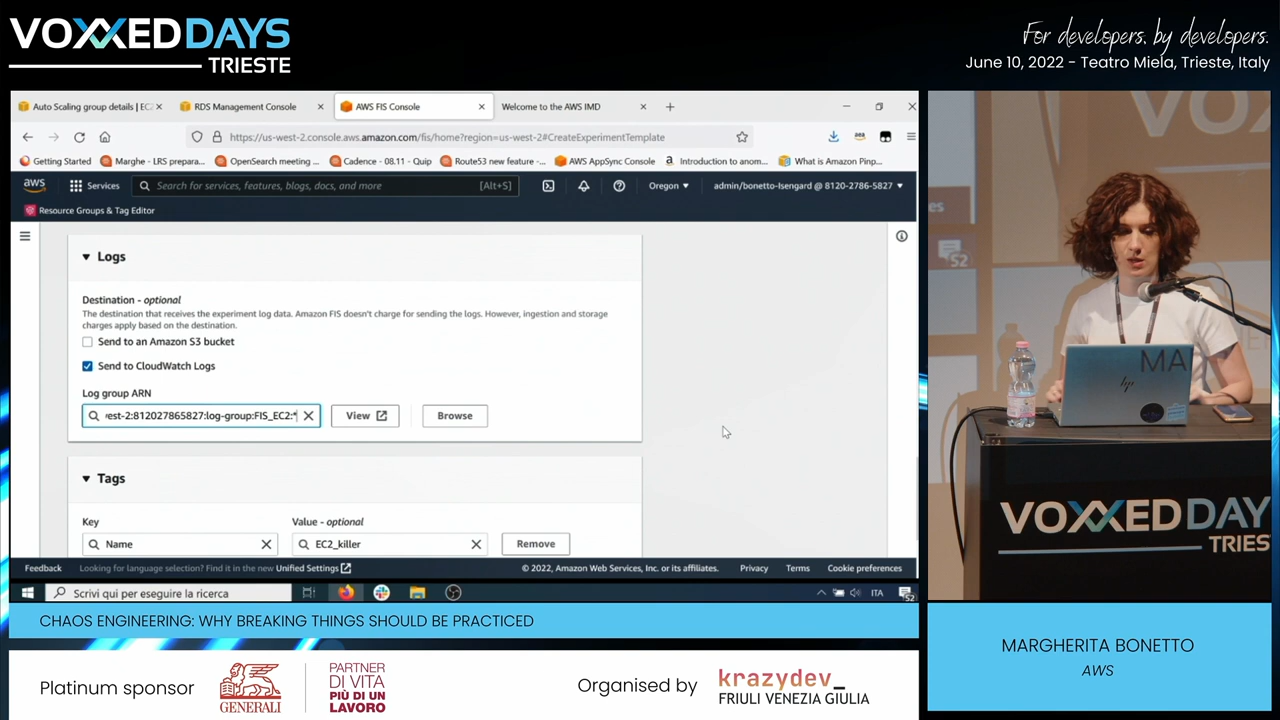 VOXXEDDAYS
TRIESTE
For developers, by developers.
June 10, 2022 - Teatro Miela, Trieste, Italy
Auto Scaling group details | EC2
RDS Management Console
AWS FIS Console
Welcome to the AWS IMD
https://us-west-2.console.aws.amazon.com/fis/home?region=us-west-2#CreateExperimentTemplate
Getting Started
Marghe - LRS prepara...
OpenSearch meeting ...
Cadence - 08.11 - Quip
Route53 new feature -...
AWS AppSync Console
Introduction to anom...
What is Amazon Pinp...
aws
Services
Search for services, features, blogs, docs, and more
[Alt+S]
Oregon
admin/bonetto-Isengard @ 8120-2786-5827
Resource Groups & Tag Editor
Logs
Destination - optional
The destination that receives the experiment log data. Amazon FIS doesn't charge for sending the logs. However, ingestion and storage
charges apply based on the destination.
Send to an Amazon S3 bucket
Send to CloudWatch Logs
Log group ARN
vest-2:812027865827:log-group:FIS_EC2:*
View
Browse
Tags
Key
Value - optional
Name
EC2_killer
Remove
Feedback
Looking for language selection? Find it in the new Unified Settings
© 2022, Amazon Web Services, Inc. or its affiliates.
Privacy
Terms
Cookie preferences
Scrivi qui per eseguire la ricerca
ITA
52
es
52
MA
hp
VOXXEDDAY
TRIES
CHAOS ENGINEERING: WHY BREAKING THINGS SHOULD BE PRACTICED
MARGHERITA BONETTO
AWS
Platinum sponsor
GENERALI
PARTNER
DI VITA
PIÙ DI UN
LAVORO
Organised by
krazydev_
FRIULI VENEZIA GIULIA